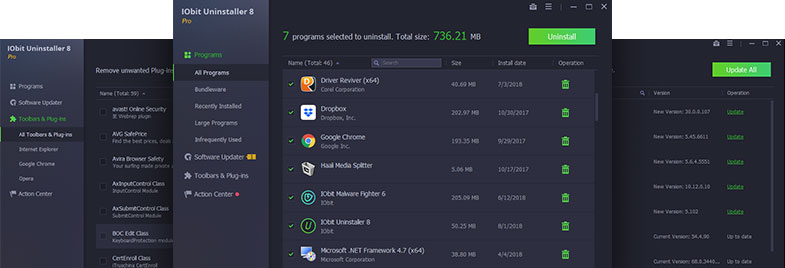 IObit Uninstaller 8
Pro
Remove unwanted Plug-ins
Programs
Software Updater
Toolbars & Plug-ins
All Toolbars & Plug-ins
Internet Explorer
Google Chrome
Opera
Action Center
Name (Total: 59)
avast! Online Security
Webrep plugin
AVG SafePrice
Find the best prices, deals
Avira Browser Safety
Surfing made private
AxInputControl Class
InputControl Module
AxSubmitControl Class
SubmitControl Module
BOC Edit Class
KeyboardProtection module
CertEnroll Class
ITruschina CertEnroll
IObit Uninstaller 8
Pro
7 programs selected to uninstall. Total size: 736.21 MB
Uninstall
Programs
All Programs
Bundleware
Recently Installed
Large Programs
Infrequently Used
Software Updater
Toolbars & Plug-ins
Action Center
Name (Total: 46)
Search
Size
Install date
Operation
Driver Reviver (x64)
Corel Corporation
40.60 MB
7/3/2018
Dropbox
Dropbox, Inc.
202.97 MB
10/30/2017
Google Chrome
Google Inc.
193.35 MB
9/29/2017
Haali Media Splitter
5.06 MB
10/17/2017
IObit Malware Fighter 6
IObit
205.09 MB
6/12/2018
IObit Uninstaller 8
IObit
50.25 MB
8/1/2018
Microsoft .NET Framework 4.7 (x64)
Microsoft Corporation
38.80 MB
4/4/2018
Update All
Version
Operation
New Version: 30.0.0.107
Update
New Version: 5.45.6611
Update
New Version: 5.0.4.5551
Update
New Version: 10.12.0.10
Update
New Version: 5.102
Update
Current Version: 54.4.90
Up to date
Current Version: 68.0.3440...
Up to date